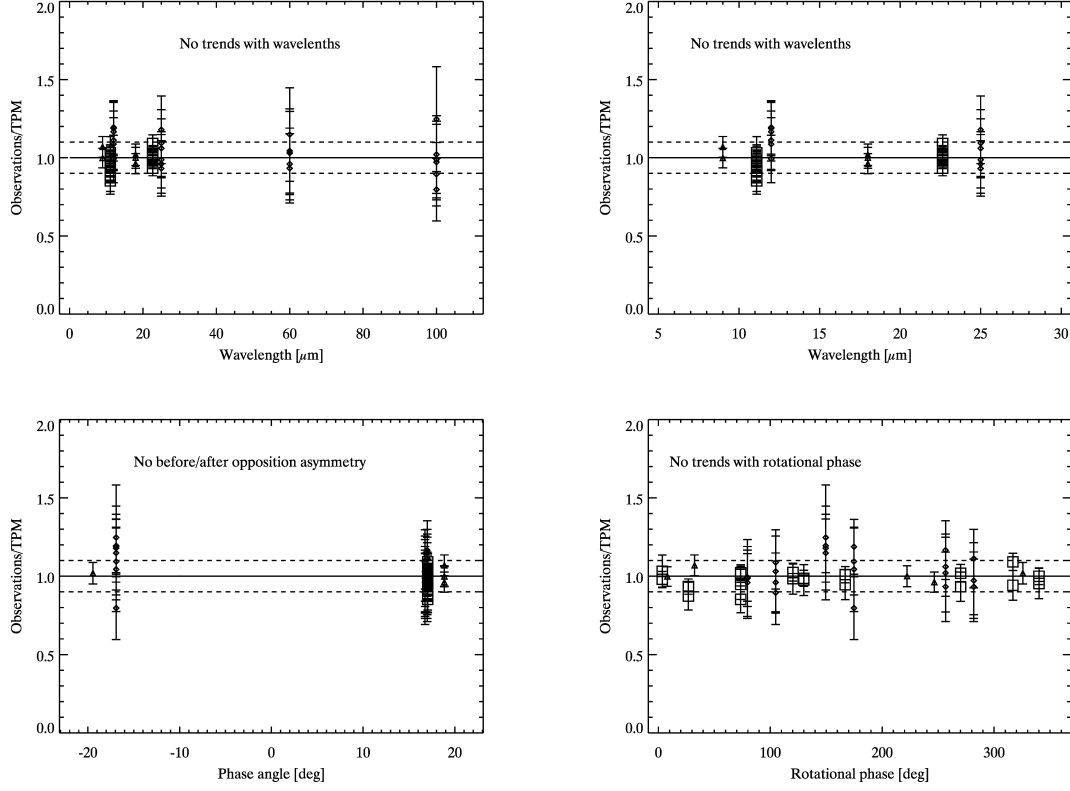 2.0
No trends with wavelenths
1.5
1.0
0.5
0.0
Observations/TPM
0 20 40 60 80 100
Wavelength [μm]
2.0
No trends with wavelenths
1.5
1.0
0.5
0.0
Observations/TPM
5 10 15 20 25 30
Wavelength [μm]
2.0
No before/after opposition asymmetry
1.5
1.0
0.5
0.0
Observations/TPM
-20 -10 0 10 20
Phase angle [deg]
2.0
No trends with rotational phase
1.5
1.0
0.5
0.0
Observations/TPM
0 100 200 300
Rotational phase [deg]